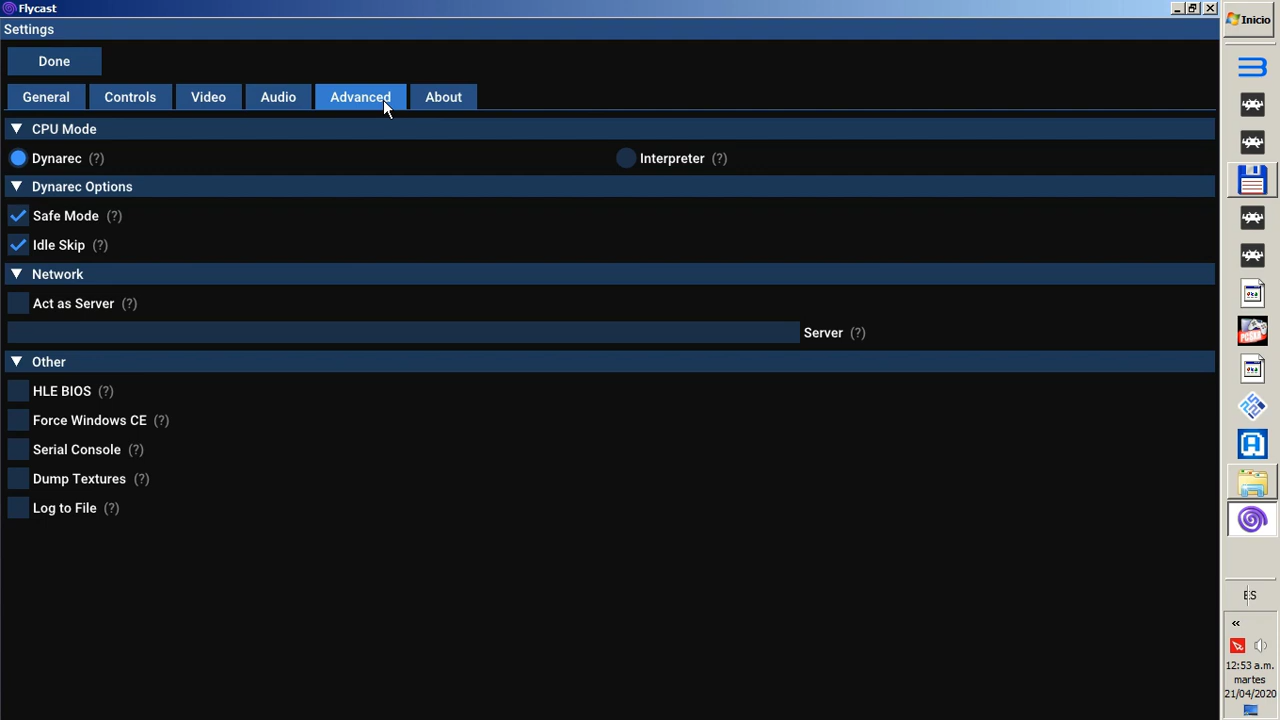 Flycast
Inicio
Settings
Done
General
Controls
Video
Audio
Advanced
About
CPU Mode
Dynarec (?)
Interpreter (?)
Dynarec Options
Safe Mode (?)
Idle Skip (?)
Network
Act as Server (?)
Server (?)
Other
HLE BIOS (?)
Force Windows CE (?)
Serial Console (?)
Dump Textures (?)
Log to File (?)
ES
12:53 a.m.
martes
21/04/2020